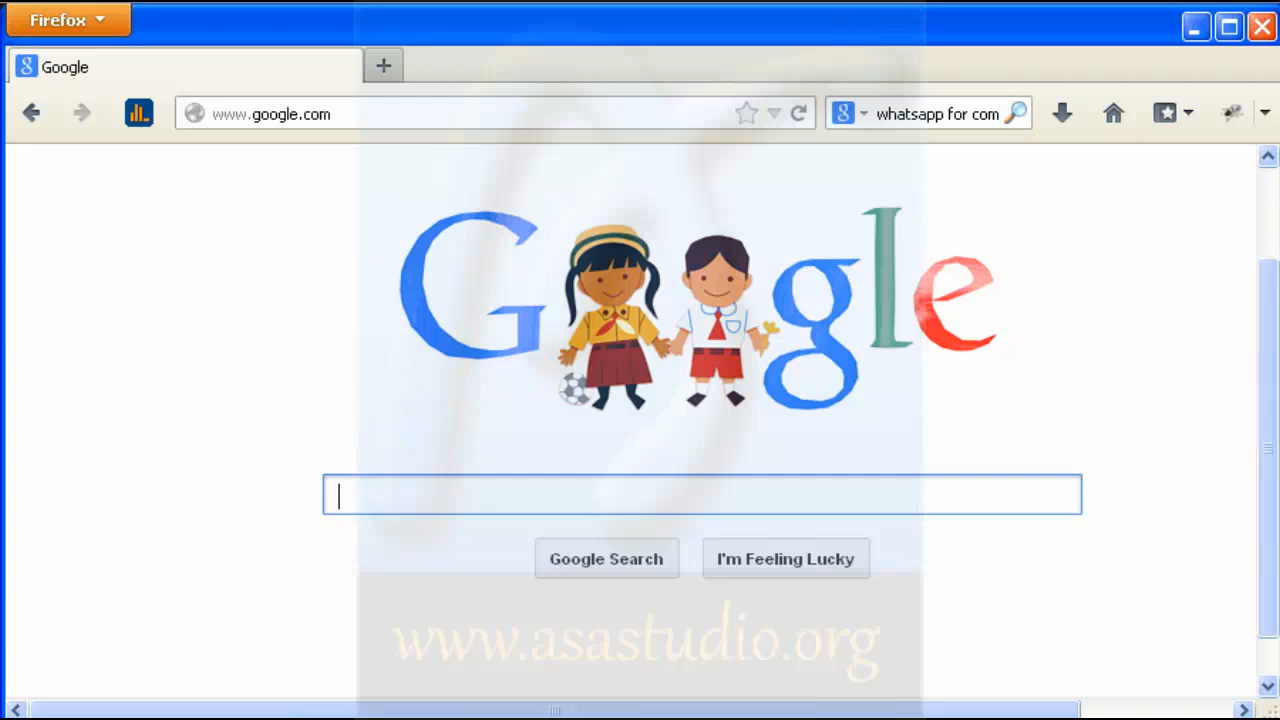 Firefox
Google
www.google.com
whatsapp for com
Google
Google Search
I'm Feeling Lucky
www.asastudio.org